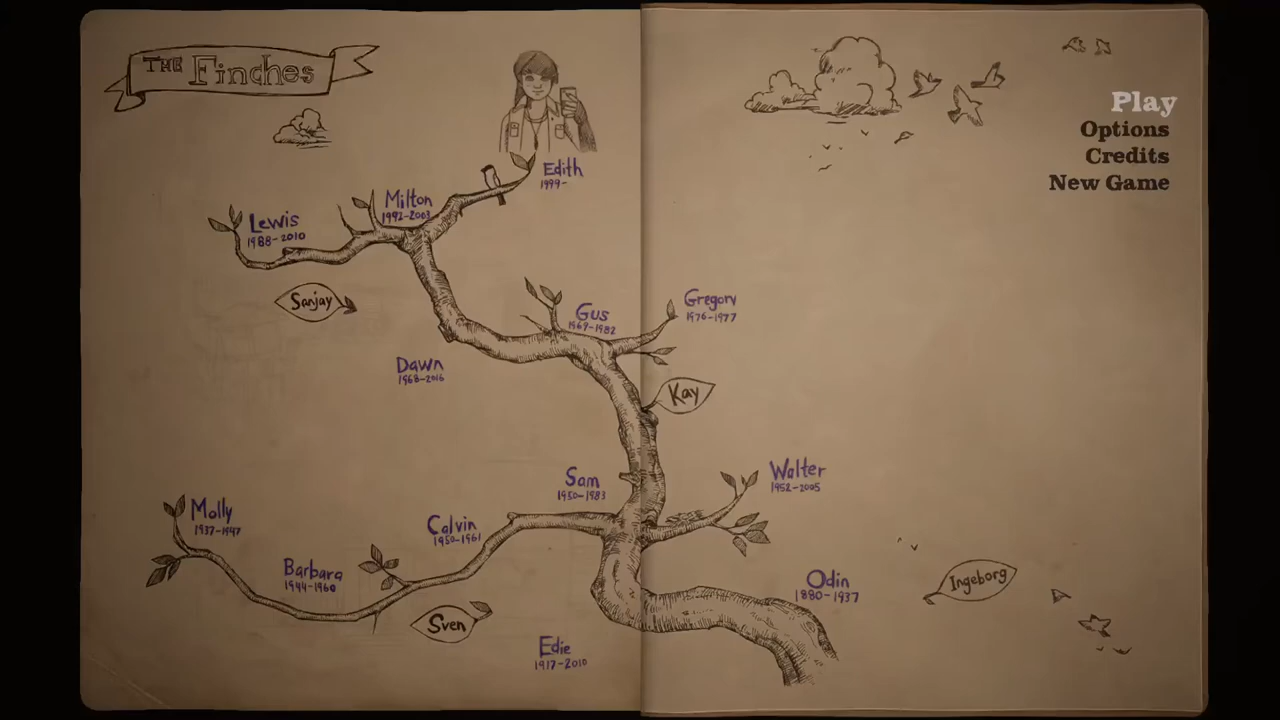 THE Finches
Play
Options
Credits
New Game
Edith
1999-
Milton
1992-2003
Lewis
1988-2010
Sanjay
Gus
1969-1982
Gregory
1976-1977
Dawn
1968-2016
Kay
Sam
1950-1983
Walter
1952-2005
Molly
1937-1947
Calvin
1950-1961
Barbara
1944-1960
Odin
1880-1937
Ingeborg
Sven
Edie
1917-2010